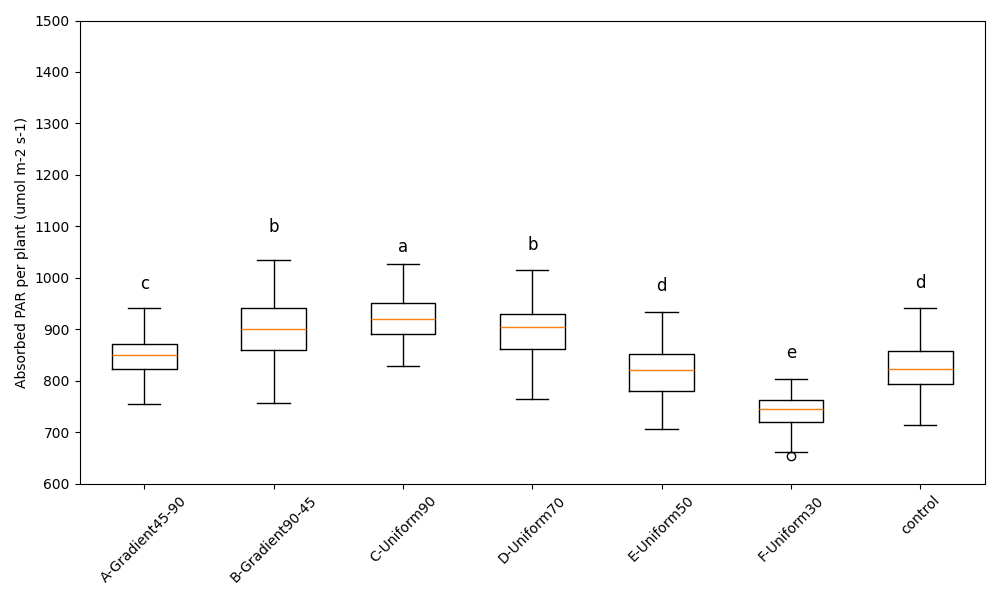 Absorbed PAR per plant (umol m-2 s-1)
1500
1400
1300
1200
1100
1000
900
800
700
600
c
b
a
b
d
e
d
A-Gradient45-90
B-Gradient90-45
C-Uniform90
D-Uniform70
E-Uniform50
F-Uniform30
control